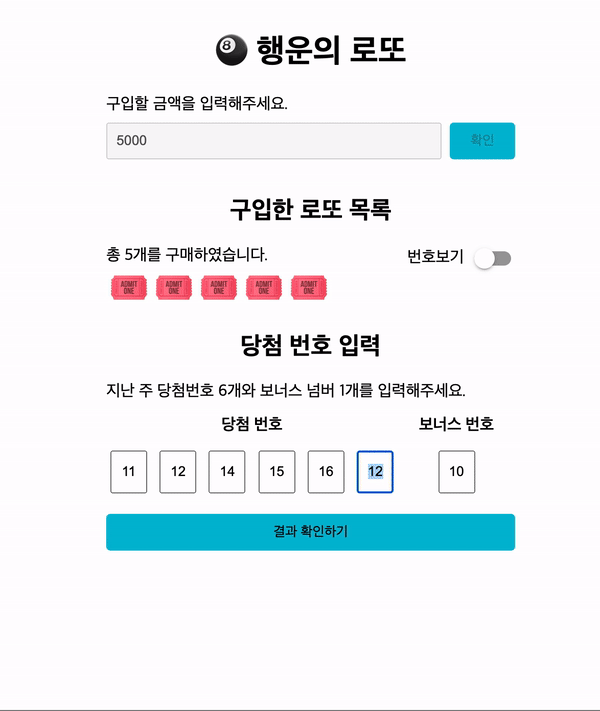 🎱 행운의 로또
구입할 금액을 입력해주세요.
5000 확인
구입한 로또 목록
총 5개를 구매하였습니다. 번호보기
ADMIT ONE ADMIT ONE ADMIT ONE ADMIT ONE ADMIT ONE
당첨 번호 입력
지난 주 당첨번호 6개와 보너스 넘버 1개를 입력해주세요.
당첨 번호 보너스 번호
11 12 14 15 16 12 10
결과 확인하기